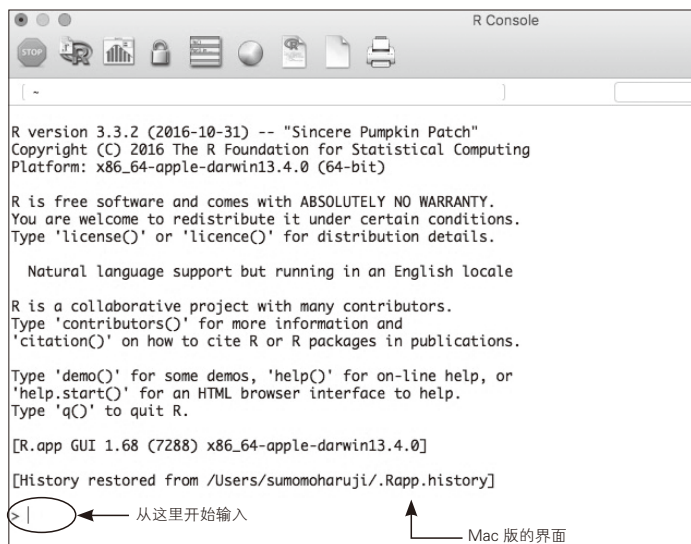 R Console
STOP
~
R version 3.3.2 (2016-10-31) -- "Sincere Pumpkin Patch"
Copyright (C) 2016 The R Foundation for Statistical Computing
Platform: x86_64-apple-darwin13.4.0 (64-bit)
R is free software and comes with ABSOLUTELY NO WARRANTY.
You are welcome to redistribute it under certain conditions.
Type 'license()' or 'licence()' for distribution details.
Natural language support but running in an English locale
R is a collaborative project with many contributors.
Type 'contributors()' for more information and
'citation()' on how to cite R or R packages in publications.
Type 'demo()' for some demos, 'help()' for on-line help, or
'help.start()' for an HTML browser interface to help.
Type 'q()' to quit R.
[R.app GUI 1.68 (7288) x86_64-apple-darwin13.4.0]
[History restored from /Users/sumomoharuji/.Rapp.history]
> 从这里开始输入
Mac 版的界面